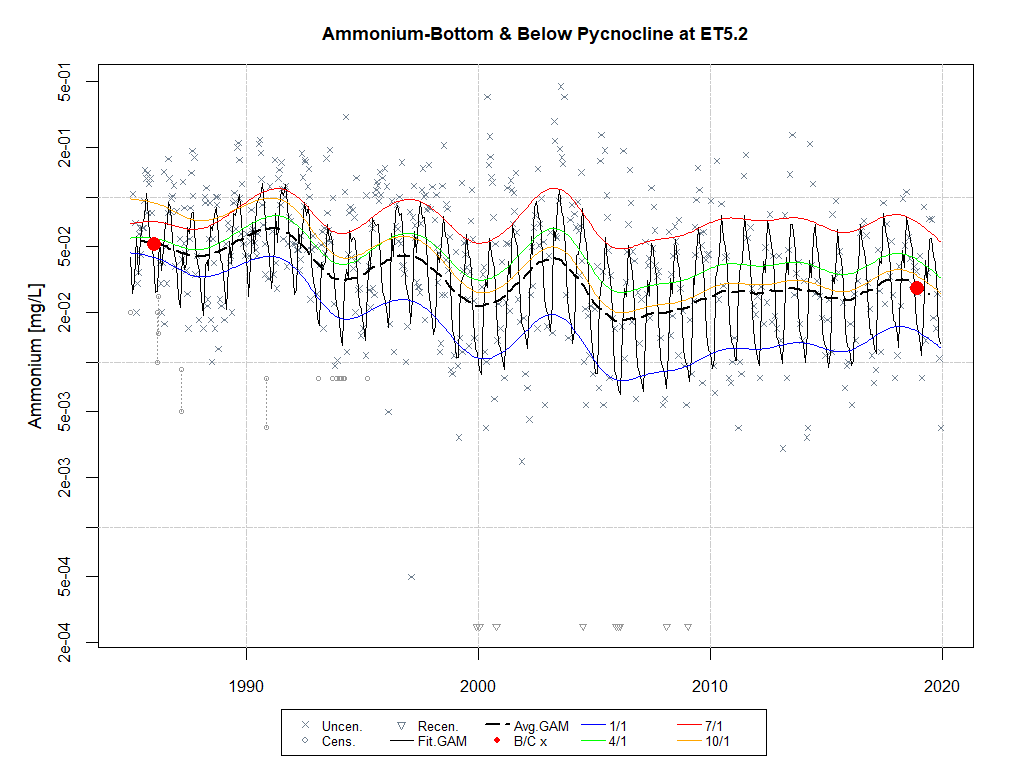 Ammonium-Bottom & Below Pycnocline at ET5.2
Ammonium [mg/L]
5e-01
2e-01
5e-02
2e-02
5e-03
2e-03
5e-04
2e-04
1990 2000 2010 2020
Uncen. Recen. Avg.GAM 1/1 7/1
Cens. Fit.GAM B/C x 4/1 10/1